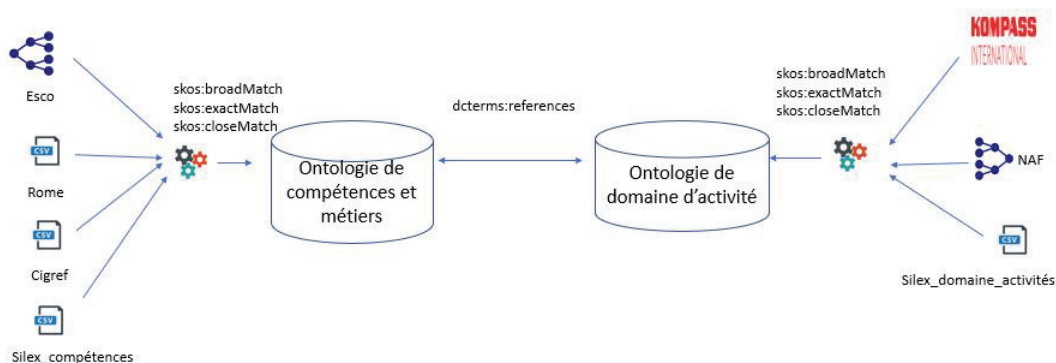 Esco
CSV
Rome
CSV
Cigref
CSV
Silex_compétences
skos:broadMatch
skos:exactMatch
skos:closeMatch
Ontologie de
compétences et
métiers
dcterms:references
Ontologie de
domaine d'activité
skos:broadMatch
skos:exactMatch
skos:closeMatch
KOMPASS
INTERNATIONAL
NAF
CSV
Silex_domaine_activités